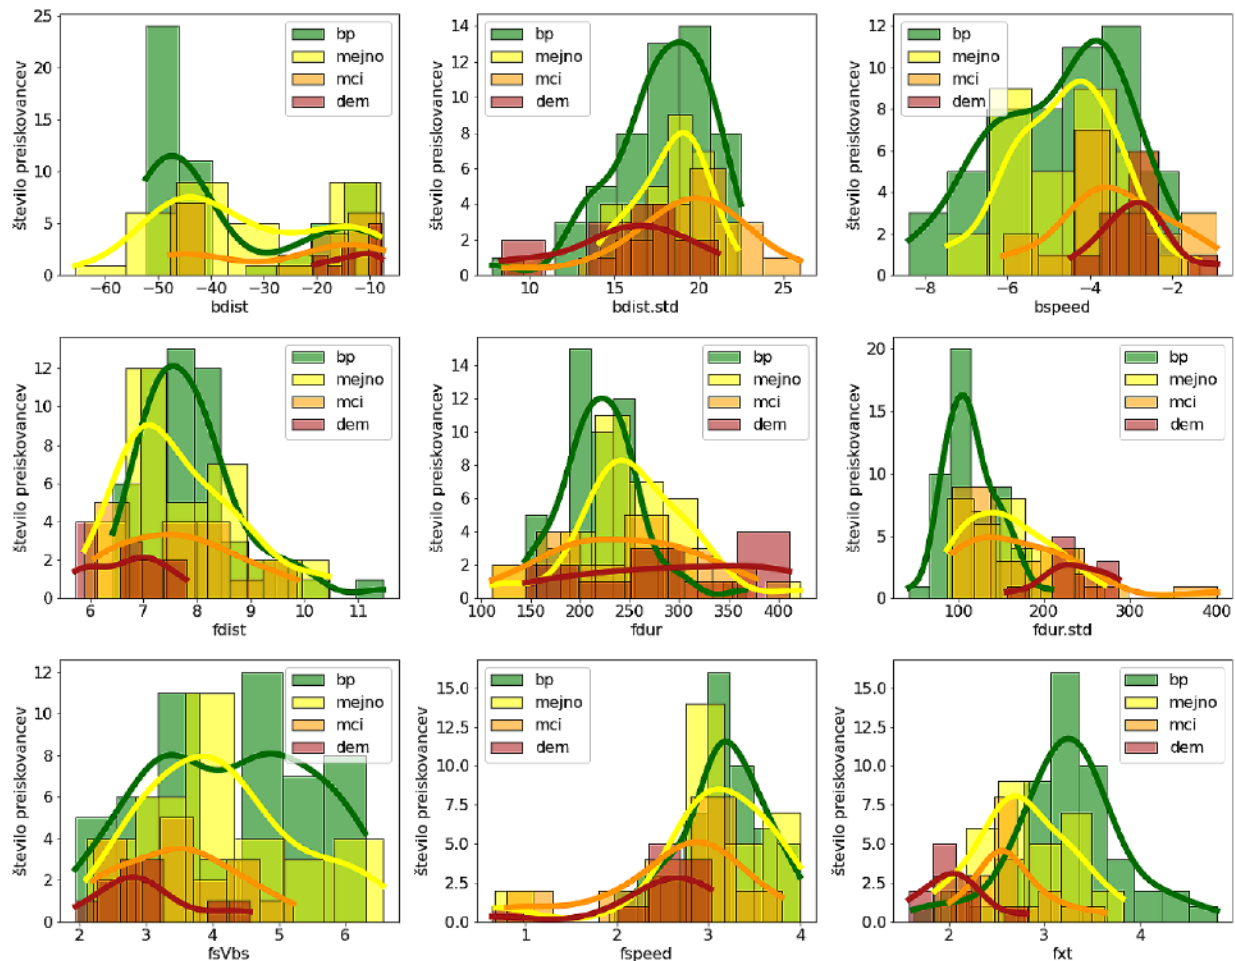 število preiskovancev
25
20
15
10
5
0
bp
mejno
mci
dem
−60 −50 −40 −30 −20 −10
bdist
število preiskovancev
14
12
10
8
6
4
2
0
bp
mejno
mci
dem
10 15 20 25
bdist.std
število preiskovancev
12
10
8
6
4
2
0
bp
mejno
mci
dem
−8 −6 −4 −2
bspeed
število preiskovancev
12
10
8
6
4
2
0
bp
mejno
mci
dem
6 7 8 9 10 11
fdist
število preiskovancev
14
12
10
8
6
4
2
0
bp
mejno
mci
dem
100 150 200 250 300 350 400
fdur
število preiskovancev
20
15
10
5
0
bp
mejno
mci
dem
100 200 300 400
fdur.std
število preiskovancev
12
10
8
6
4
2
0
bp
mejno
mci
dem
2 3 4 5 6
fsVbs
število preiskovancev
15.0
12.5
10.0
7.5
5.0
2.5
0.0
bp
mejno
mci
dem
1 2 3 4
fspeed
število preiskovancev
15.0
12.5
10.0
7.5
5.0
2.5
0.0
bp
mejno
mci
dem
2 3 4
fxt